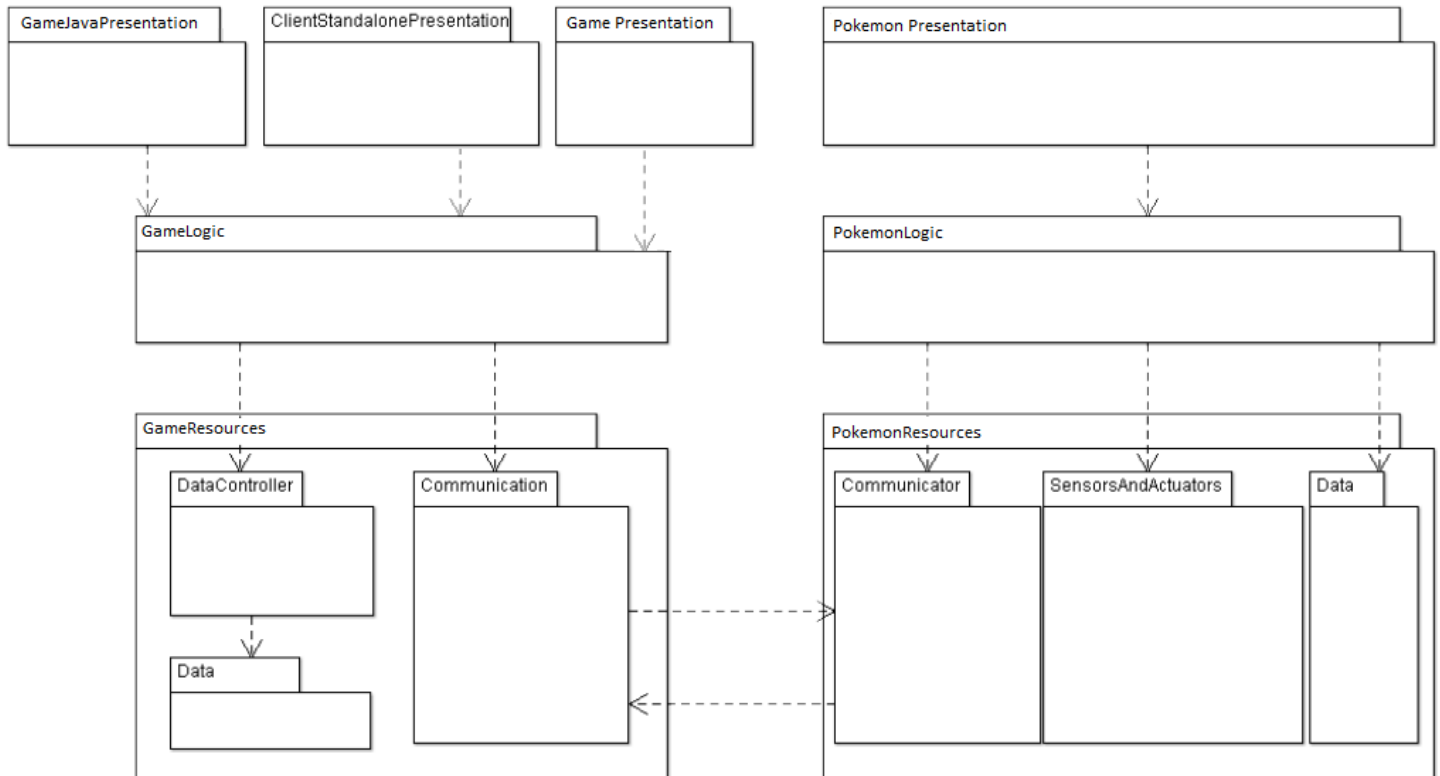 GameJavaPresentation
ClientStandalonePresentation
Game Presentation
Pokemon Presentation
GameLogic
PokemonLogic
GameResources
PokemonResources
DataController
Communication
Communicator
SensorsAndActuators
Data
Data